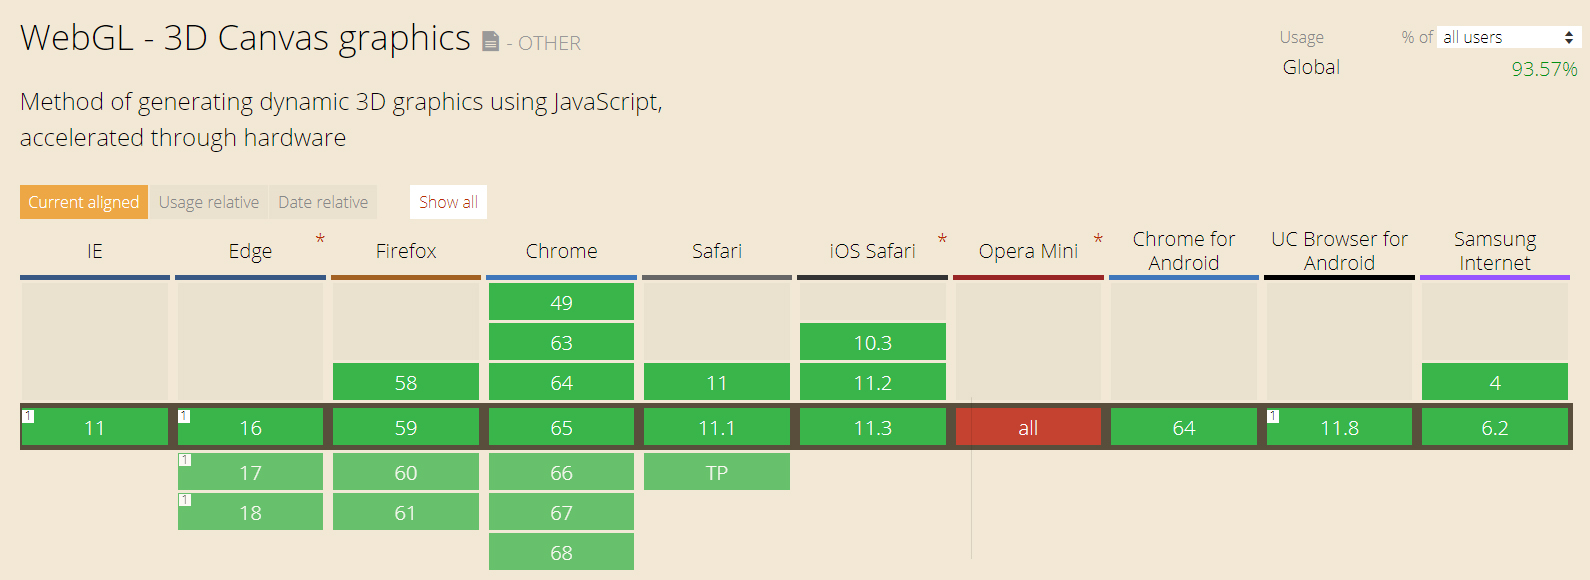 WebGL - 3D Canvas graphics - OTHER
Usage % of all users
Global 93.57%
Method of generating dynamic 3D graphics using JavaScript,
accelerated through hardware
Current aligned Usage relative Date relative Show all
IE Edge * Firefox Chrome Safari iOS Safari * Opera Mini * Chrome for Android UC Browser for Android Samsung Internet
49
63 10.3
58 64 11 11.2 4
1 11 1 16 59 65 11.1 11.3 all 64 1 11.8 6.2
1 17 60 66 TP
1 18 61 67
68